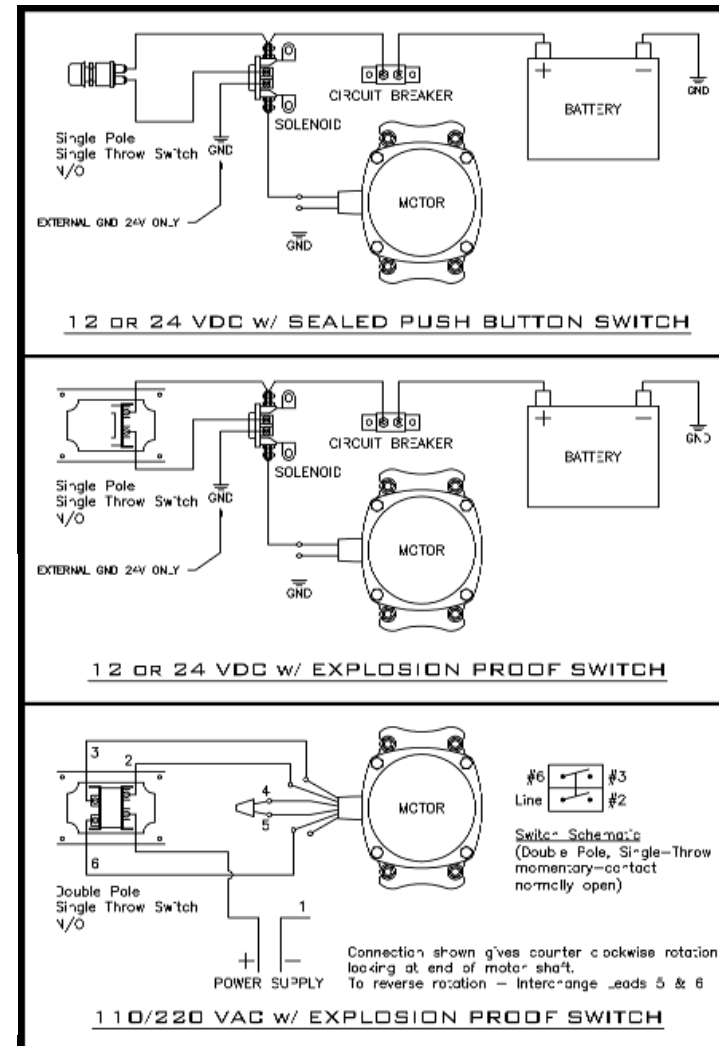 CIRCUIT BREAKER
+ −
BATTERY
GND
SOLENOID
Single Pole
Single Throw Switch
N/O
GND
MOTOR
EXTERNAL GND 24V ONLY
GND
12 OR 24 VDC W/ SEALED PUSH BUTTON SWITCH
CIRCUIT BREAKER
+ −
BATTERY
GND
SOLENOID
Single Pole
Single Throw Switch
N/O
GND
MOTOR
EXTERNAL GND 24V ONLY
GND
12 OR 24 VDC W/ EXPLOSION PROOF SWITCH
3
2
4
5
6
MOTOR
#6 #3
Line #2
Switch Schematic
(Double Pole, Single-Throw
momentary-contact
normally open)
Double Pole
Single Throw Switch
N/O
1
+ −
POWER SUPPLY
Connection shown gives counter clockwise rotation
looking at end of motor shaft.
To reverse rotation – Interchange Leads 5 & 6
110/220 VAC W/ EXPLOSION PROOF SWITCH